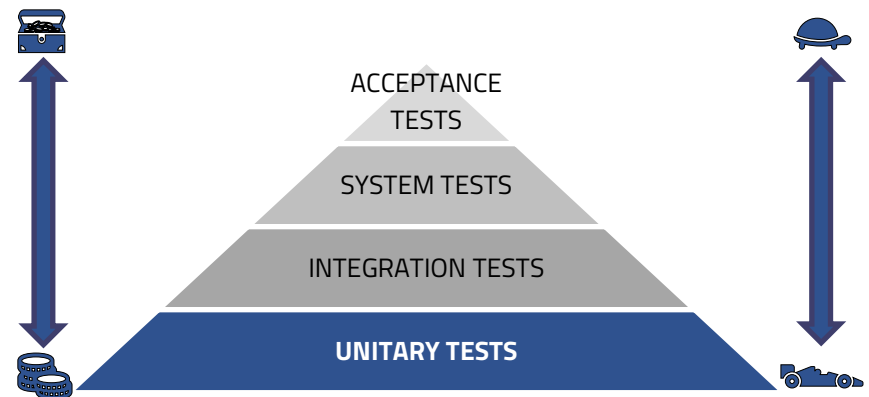 ACCEPTANCE
TESTS
SYSTEM TESTS
INTEGRATION TESTS
UNITARY TESTS